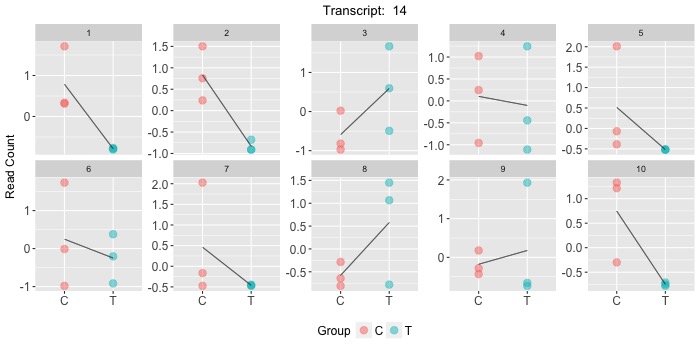 Transcript: 14
1 2 3 4 5
1 0
1.5 1.0 0.5 0.0 -0.5 -1.0
1 0 -1
1.0 0.5 0.0 -0.5 -1.0
2.0 1.5 1.0 0.5 0.0 -0.5
Read Count
6 7 8 9 10
1 0 -1
2.0 1.5 1.0 0.5 0.0 -0.5
1.5 1.0 0.5 0.0 -0.5
2 1 0
1.0 0.5 0.0 -0.5
C T C T C T C T C T
Group C T